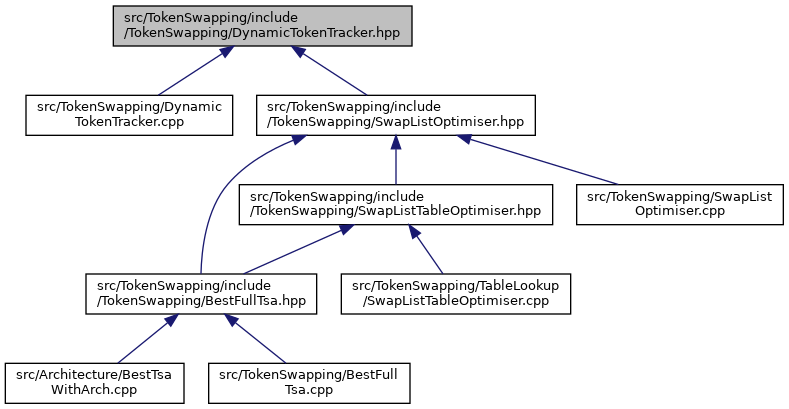 src/TokenSwapping/include
/TokenSwapping/DynamicTokenTracker.hpp
src/TokenSwapping/Dynamic
TokenTracker.cpp
src/TokenSwapping/include
/TokenSwapping/SwapListOptimiser.hpp
src/TokenSwapping/include
/TokenSwapping/SwapListTableOptimiser.hpp
src/TokenSwapping/SwapList
Optimiser.cpp
src/TokenSwapping/include
/TokenSwapping/BestFullTsa.hpp
src/TokenSwapping/TableLookup
/SwapListTableOptimiser.cpp
src/Architecture/BestTsa
WithArch.cpp
src/TokenSwapping/BestFull
Tsa.cpp